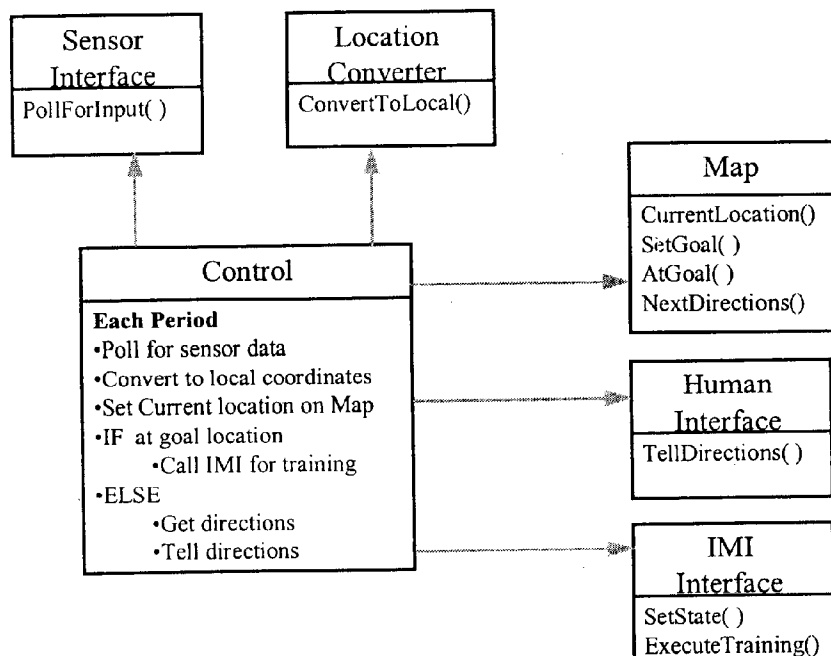 Sensor
Interface
PollForInput( )
Location
Converter
ConvertToLocal()
Map
CurrentLocation()
SetGoal( )
AtGoal( )
NextDirections()
Control
Each Period
•Poll for sensor data
•Convert to local coordinates
•Set Current location on Map
•IF at goal location
•Call IMI for training
•ELSE
•Get directions
•Tell directions
Human
Interface
TellDirections( )
IMI
Interface
SetState( )
ExecuteTraining()